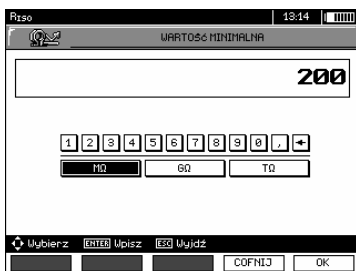 RISO 13:14
WARTOŚĆ MINIMALNA
200
1 2 3 4 5 6 7 8 9 0 ,
MΩ GΩ TΩ
Wybierz ENTER Wpisz ESC Wyjdź
COFNIJ OK